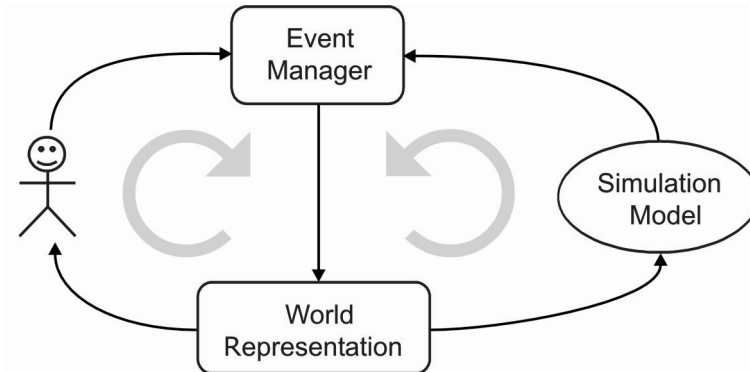 Event
Manager
Simulation
Model
World
Representation